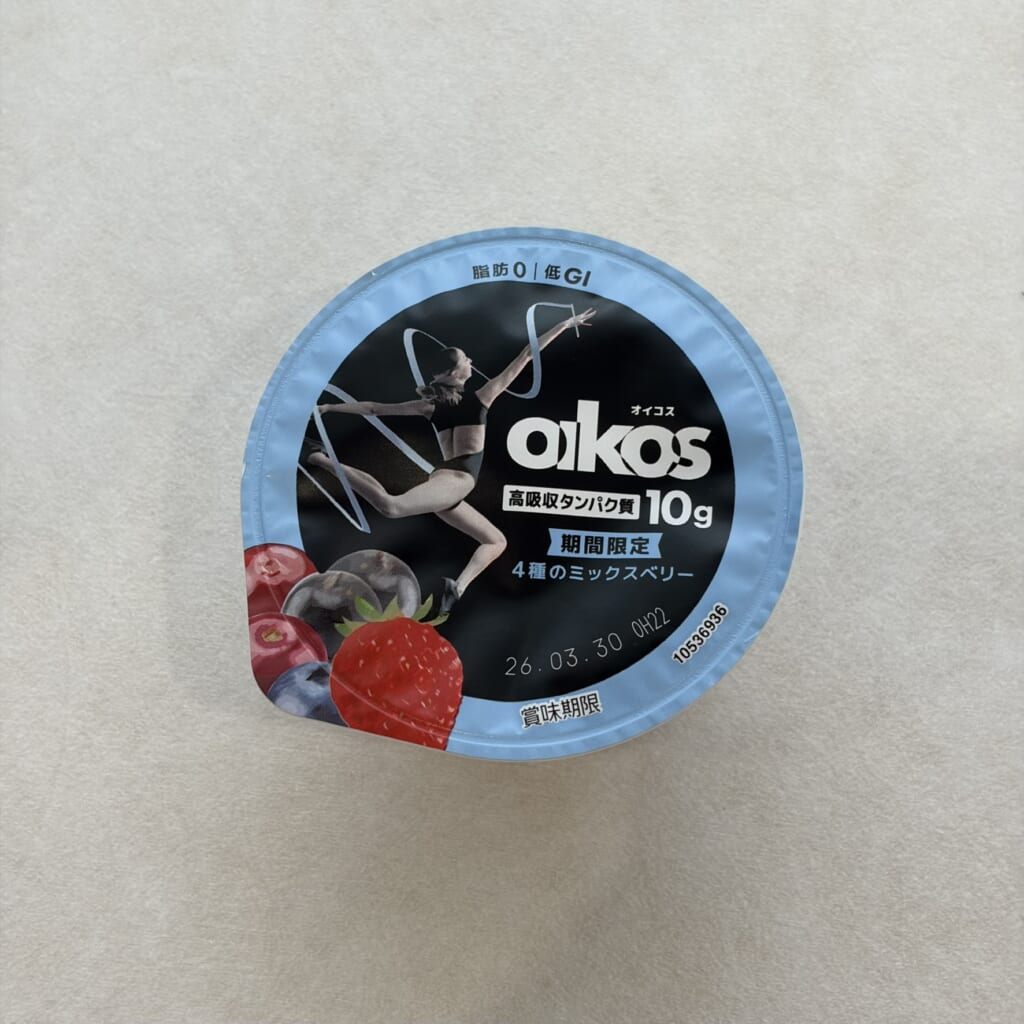 脂肪0|低GI
オイコス
oikos
高吸収タンパク質 10g
期間限定
4種のミックスベリー
26.03.30 0H22
10536936
賞味期限